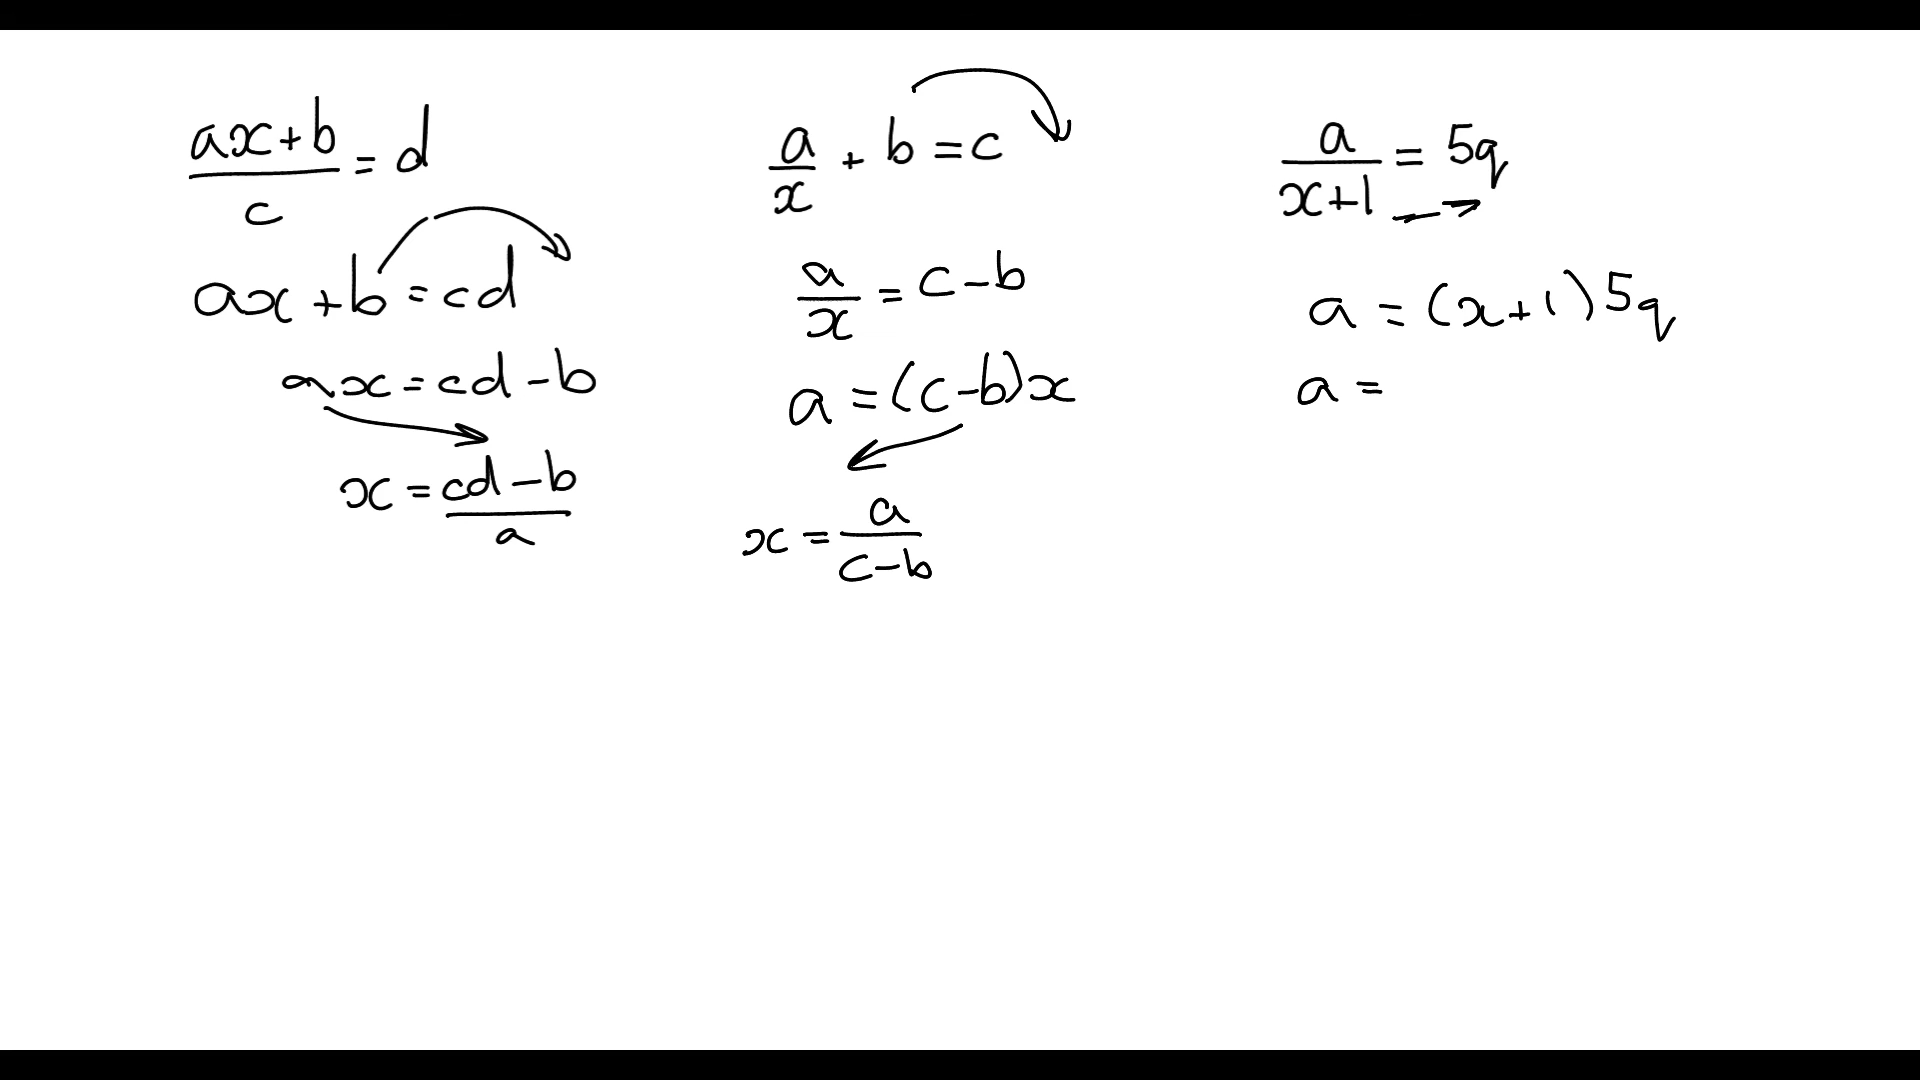 (ax+b)/c = d
ax+b = cd
ax = cd-b
x = (cd-b)/a
a/x + b = c
a/x = c-b
a = (c-b)x
x = a/(c-b)
a/(x+1) = 5q
a = (x+1)5q
a =